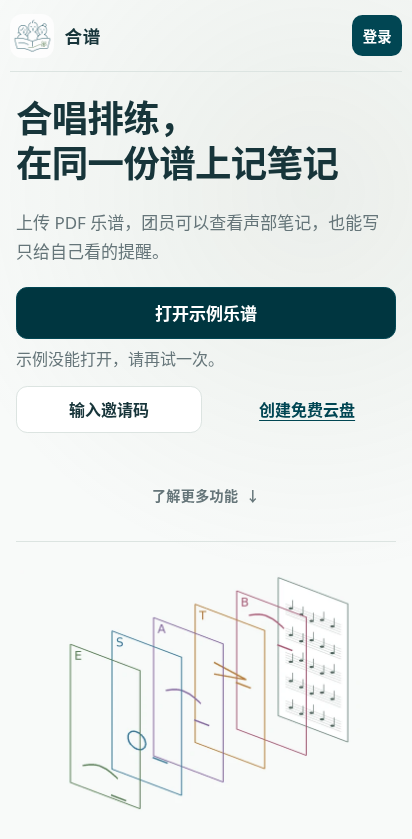 合谱
登录
合唱排练，
在同一份谱上记笔记
上传 PDF 乐谱，团员可以查看声部笔记，也能写
只给自己看的提醒。
打开示例乐谱
示例没能打开，请再试一次。
输入邀请码
创建免费云盘
了解更多功能 ↓
E
S
A
T
B